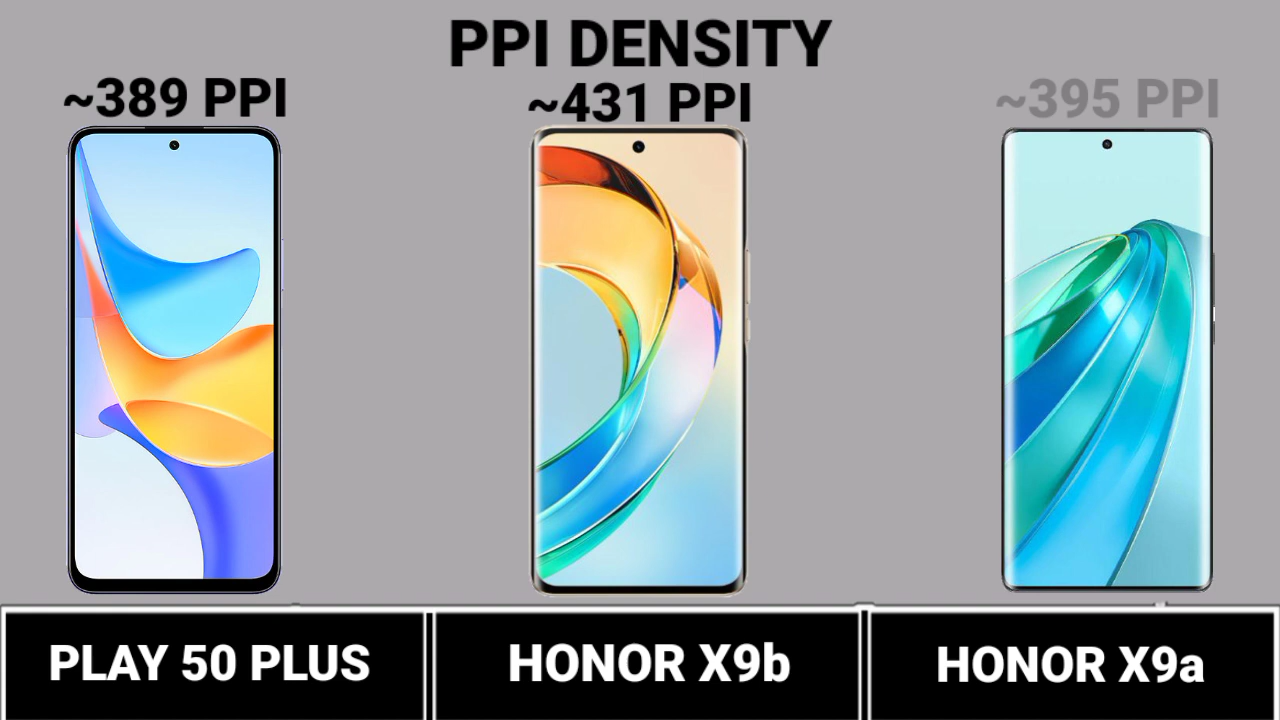 PPI DENSITY
~389 PPI
~431 PPI
~395 PPI
PLAY 50 PLUS
HONOR X9b
HONOR X9a